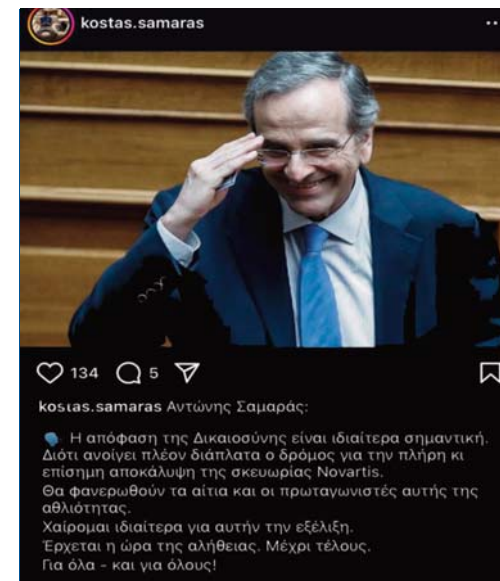 kostas.samaras
134 5
kostas.samaras Αντώνης Σαμαράς:
Η απόφαση της Δικαιοσύνης είναι ιδιαίτερα σημαντική.
Διότι ανοίγει πλέον διάπλατα ο δρόμος για την πλήρη κι
επίσημη αποκάλυψη της σκευωρίας Novartis.
Θα φανερωθούν τα αίτια και οι πρωταγωνιστές αυτής της
αθλιότητας.
Χαίρομαι ιδιαίτερα για αυτήν την εξέλιξη.
Έρχεται η ώρα της αλήθειας. Μέχρι τέλους.
Για όλα - και για όλους!